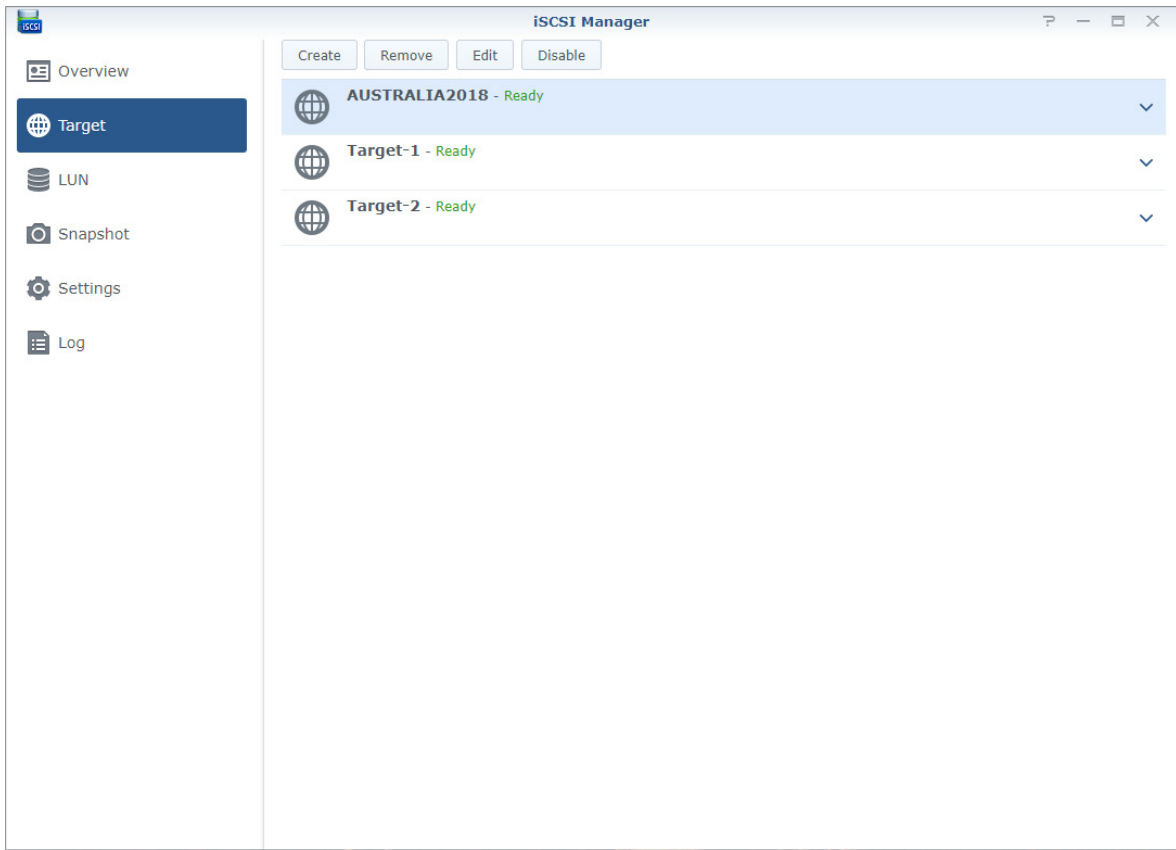 iSCSI
iSCSI Manager
?
Overview
Target
LUN
Snapshot
Settings
Log
Create Remove Edit Disable
AUSTRALIA2018 - Ready
Target-1 - Ready
Target-2 - Ready